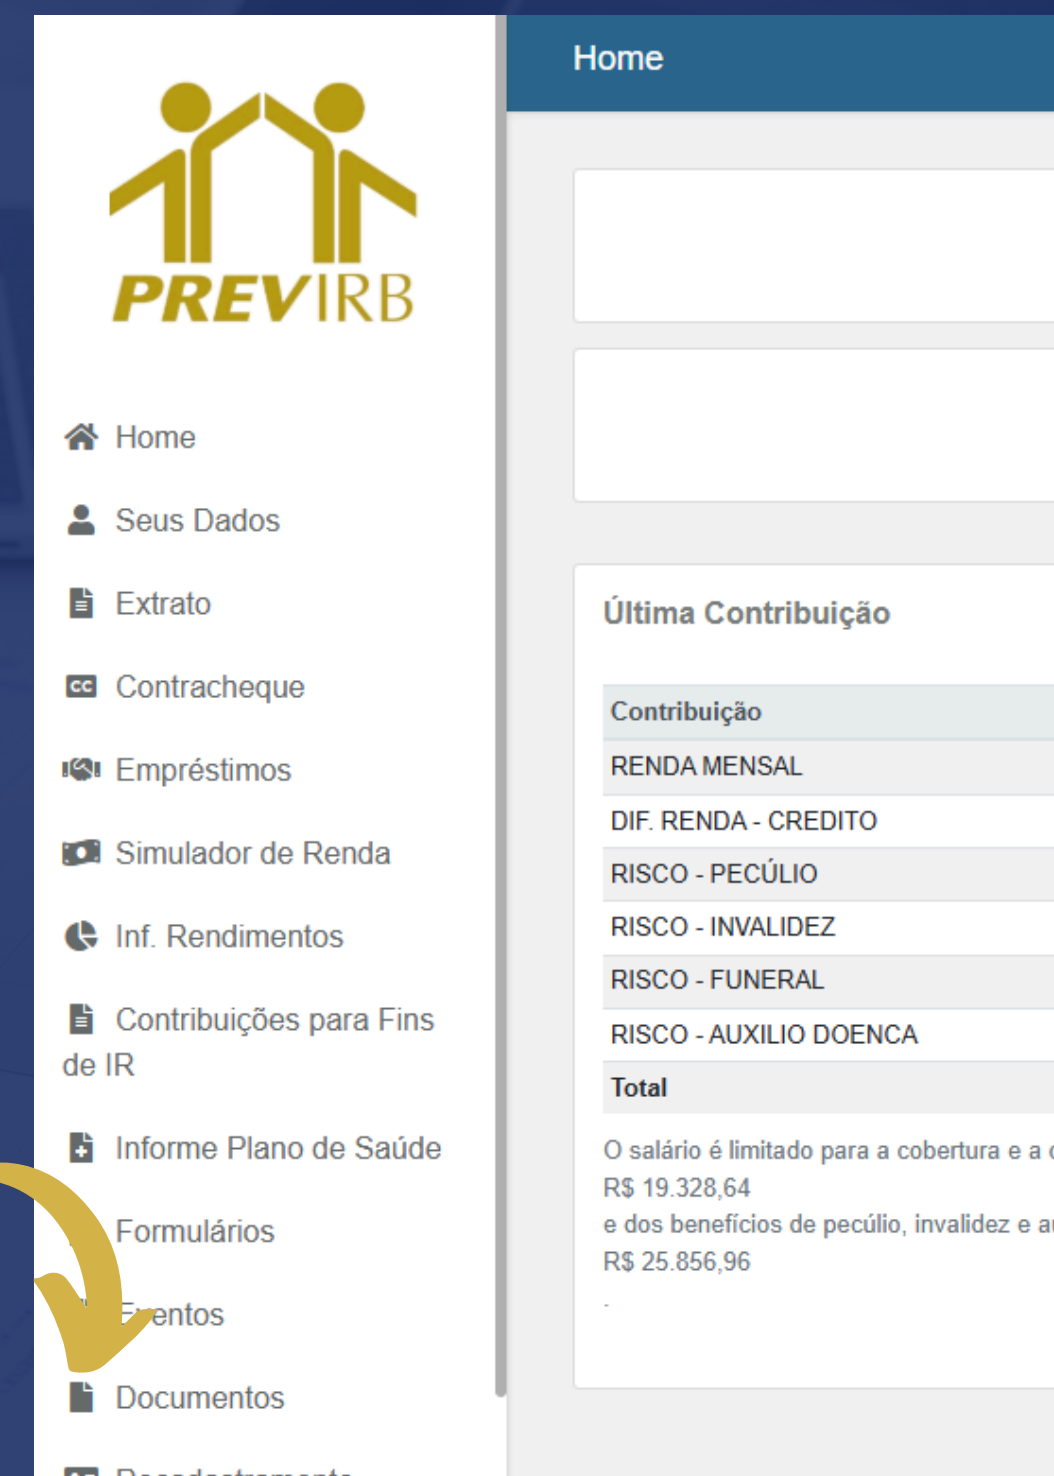 PREVIRB
Home
Seus Dados
Extrato
CC Contracheque
Empréstimos
Simulador de Renda
Inf. Rendimentos
Contribuições para Fins
de IR
Informe Plano de Saúde
Formulários
Eventos
Documentos
Home
Última Contribuição
Contribuição
RENDA MENSAL
DIF. RENDA - CREDITO
RISCO - PECÚLIO
RISCO - INVALIDEZ
RISCO - FUNERAL
RISCO - AUXILIO DOENCA
Total
O salário é limitado para a cobertura e a
R$ 19.328,64
e dos benefícios de pecúlio, invalidez e
R$ 25.856,96
.